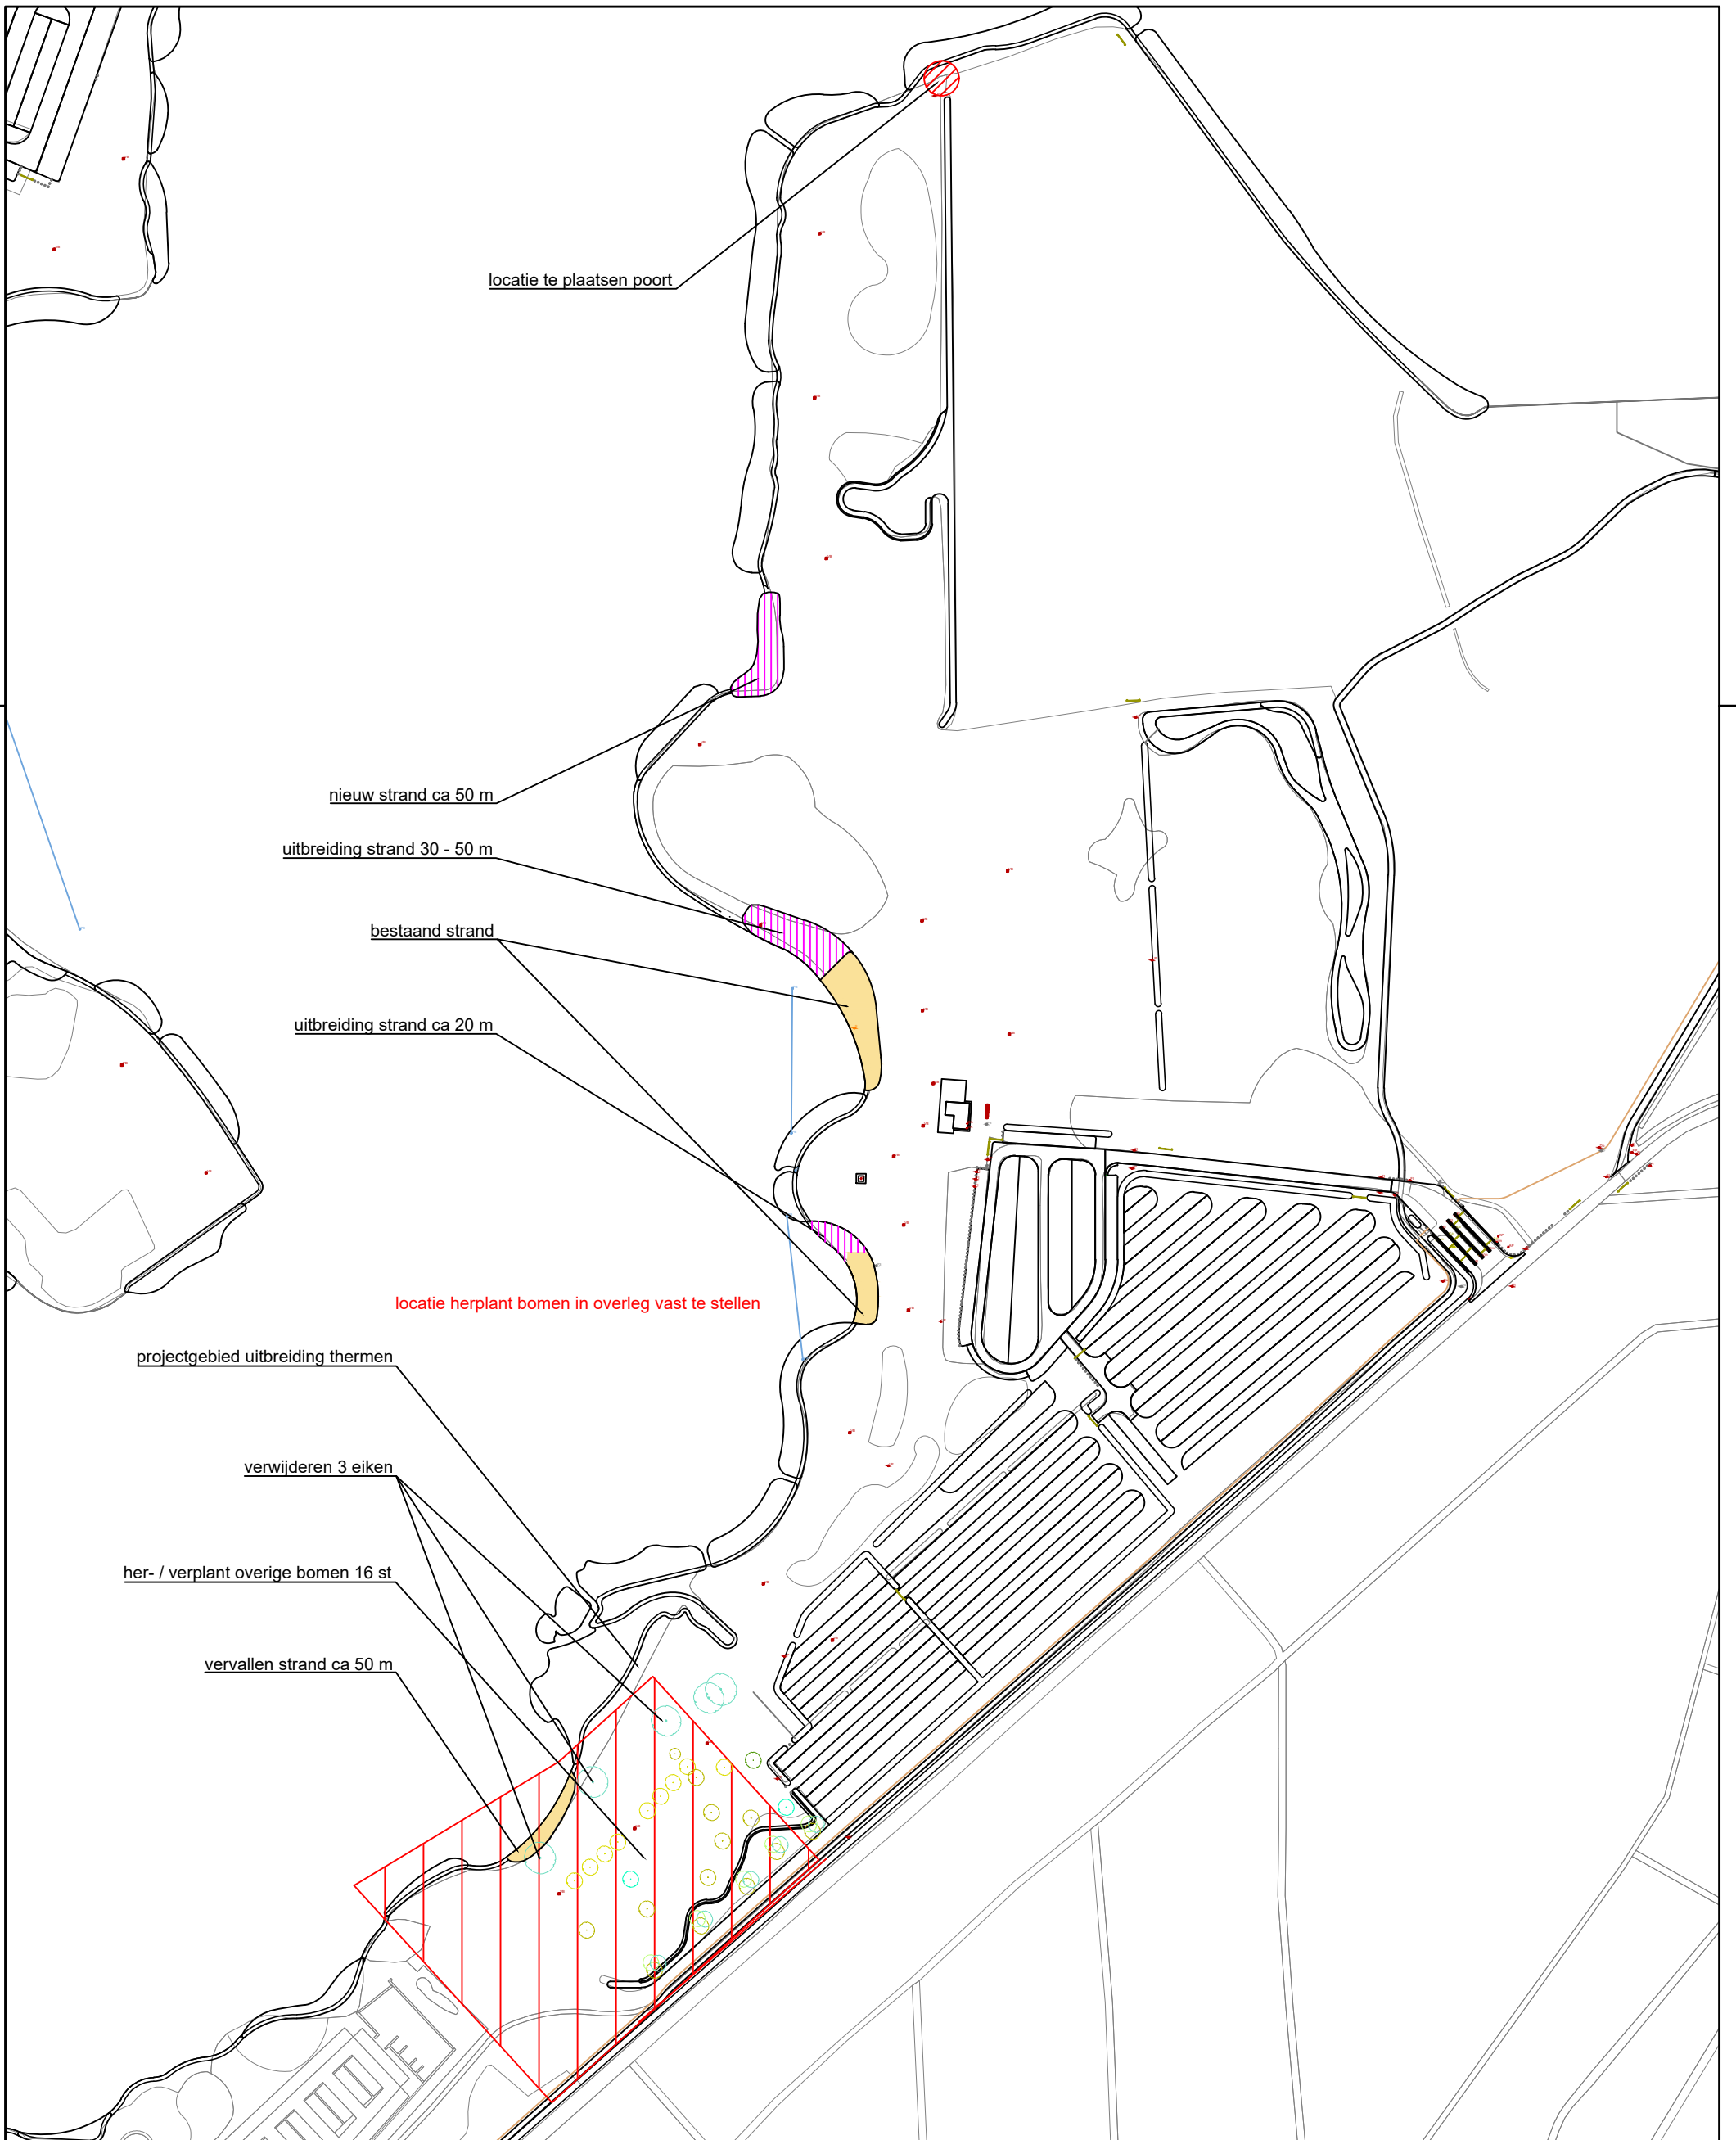 locatie te plaatsen poort
nieuw strand ca 50 m
uitbreiding strand 30 - 50 m
bestaand strand
uitbreiding strand ca 20 m
locatie herplant bomen in overleg vast te stellen
projectgebied uitbreiding thermen
verwijderen 3 eiken
her- / verplant overige bomen 16 st
vervallen strand ca 50 m